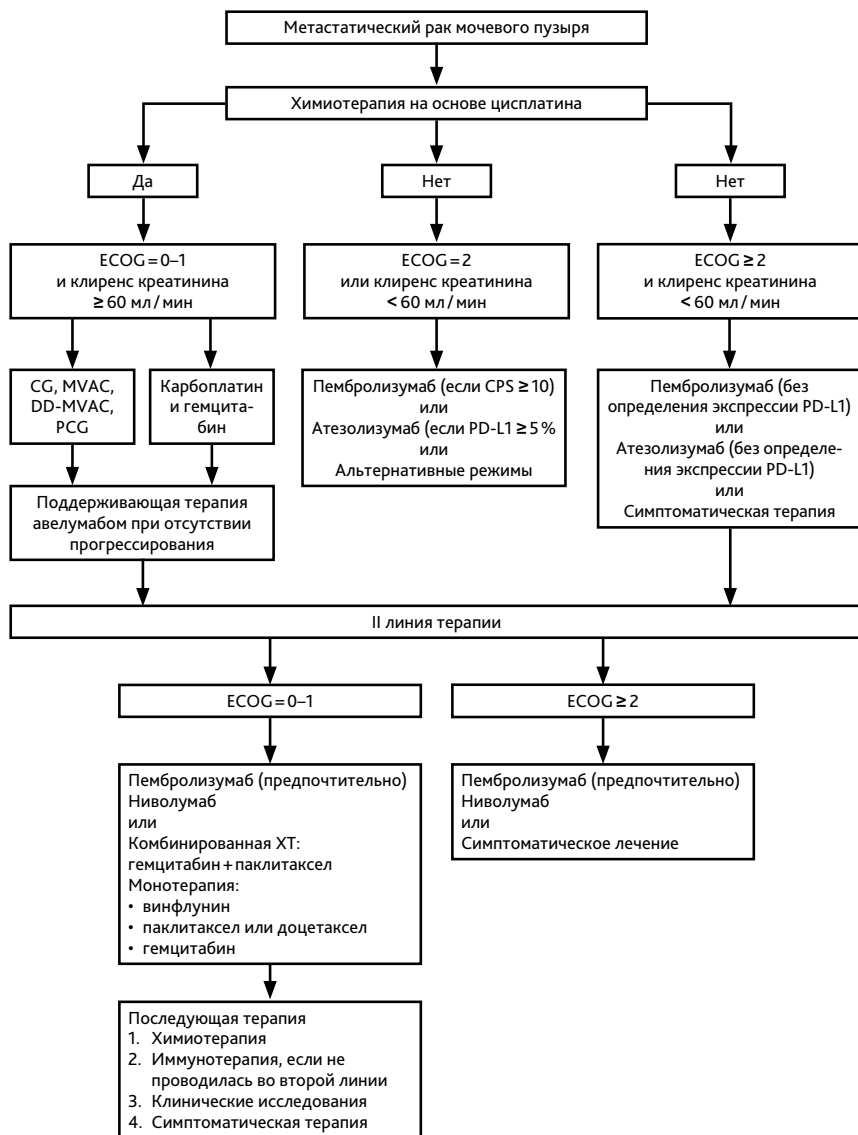 Метастатический рак мочевого пузыря
Химиотерапия на основе цисплатина
Да
Нет
Нет
ECOG = 0–1
и клиренс креатинина
≥ 60 мл / мин
ECOG = 2
или клиренс креатинина
< 60 мл / мин
ECOG ≥ 2
и клиренс креатинина
< 60 мл / мин
CG, MVAC,
DD-MVAC,
PCG
Карбоплатин
и гемцита-
бин
Пембролизумаб (если CPS ≥ 10)
или
Атезолизумаб (если PD-L1 ≥ 5 %
или
Альтернативные режимы
Пембролизумаб (без
определения экспрессии PD-L1)
или
Атезолизумаб (без определе-
ния экспрессии PD-L1)
или
Симптоматическая терапия
Поддерживающая терапия
авелумабом при отсутствии
прогрессирования
II линия терапии
ECOG = 0–1
ECOG ≥ 2
Пембролизумаб (предпочтительно)
Ниволумаб
или
Комбинированная ХТ:
гемцитабин + паклитаксел
Монотерапия:
• винфлунин
• паклитаксел или доцетаксел
• гемцитабин
Пембролизумаб (предпочтительно)
Ниволумаб
или
Симптоматическое лечение
Последующая терапия
1. Химиотерапия
2. Иммунотерапия, если не
проводилась во второй линии
3. Клинические исследования
4. Симптоматическая терапия